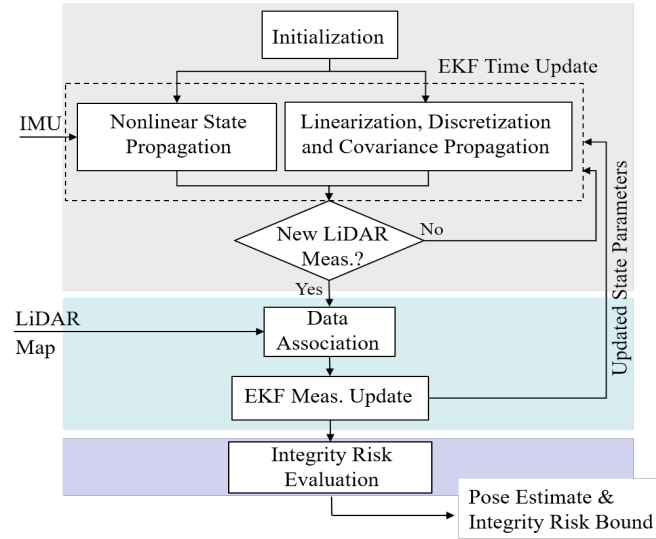 Initialization
EKF Time Update
IMU
Nonlinear State
Propagation
Linearization, Discretization
and Covariance Propagation
New LiDAR
Meas.?
No
Yes
Updated State Parameters
LiDAR
Map
Data
Association
EKF Meas. Update
Integrity Risk
Evaluation
Pose Estimate &
Integrity Risk Bound